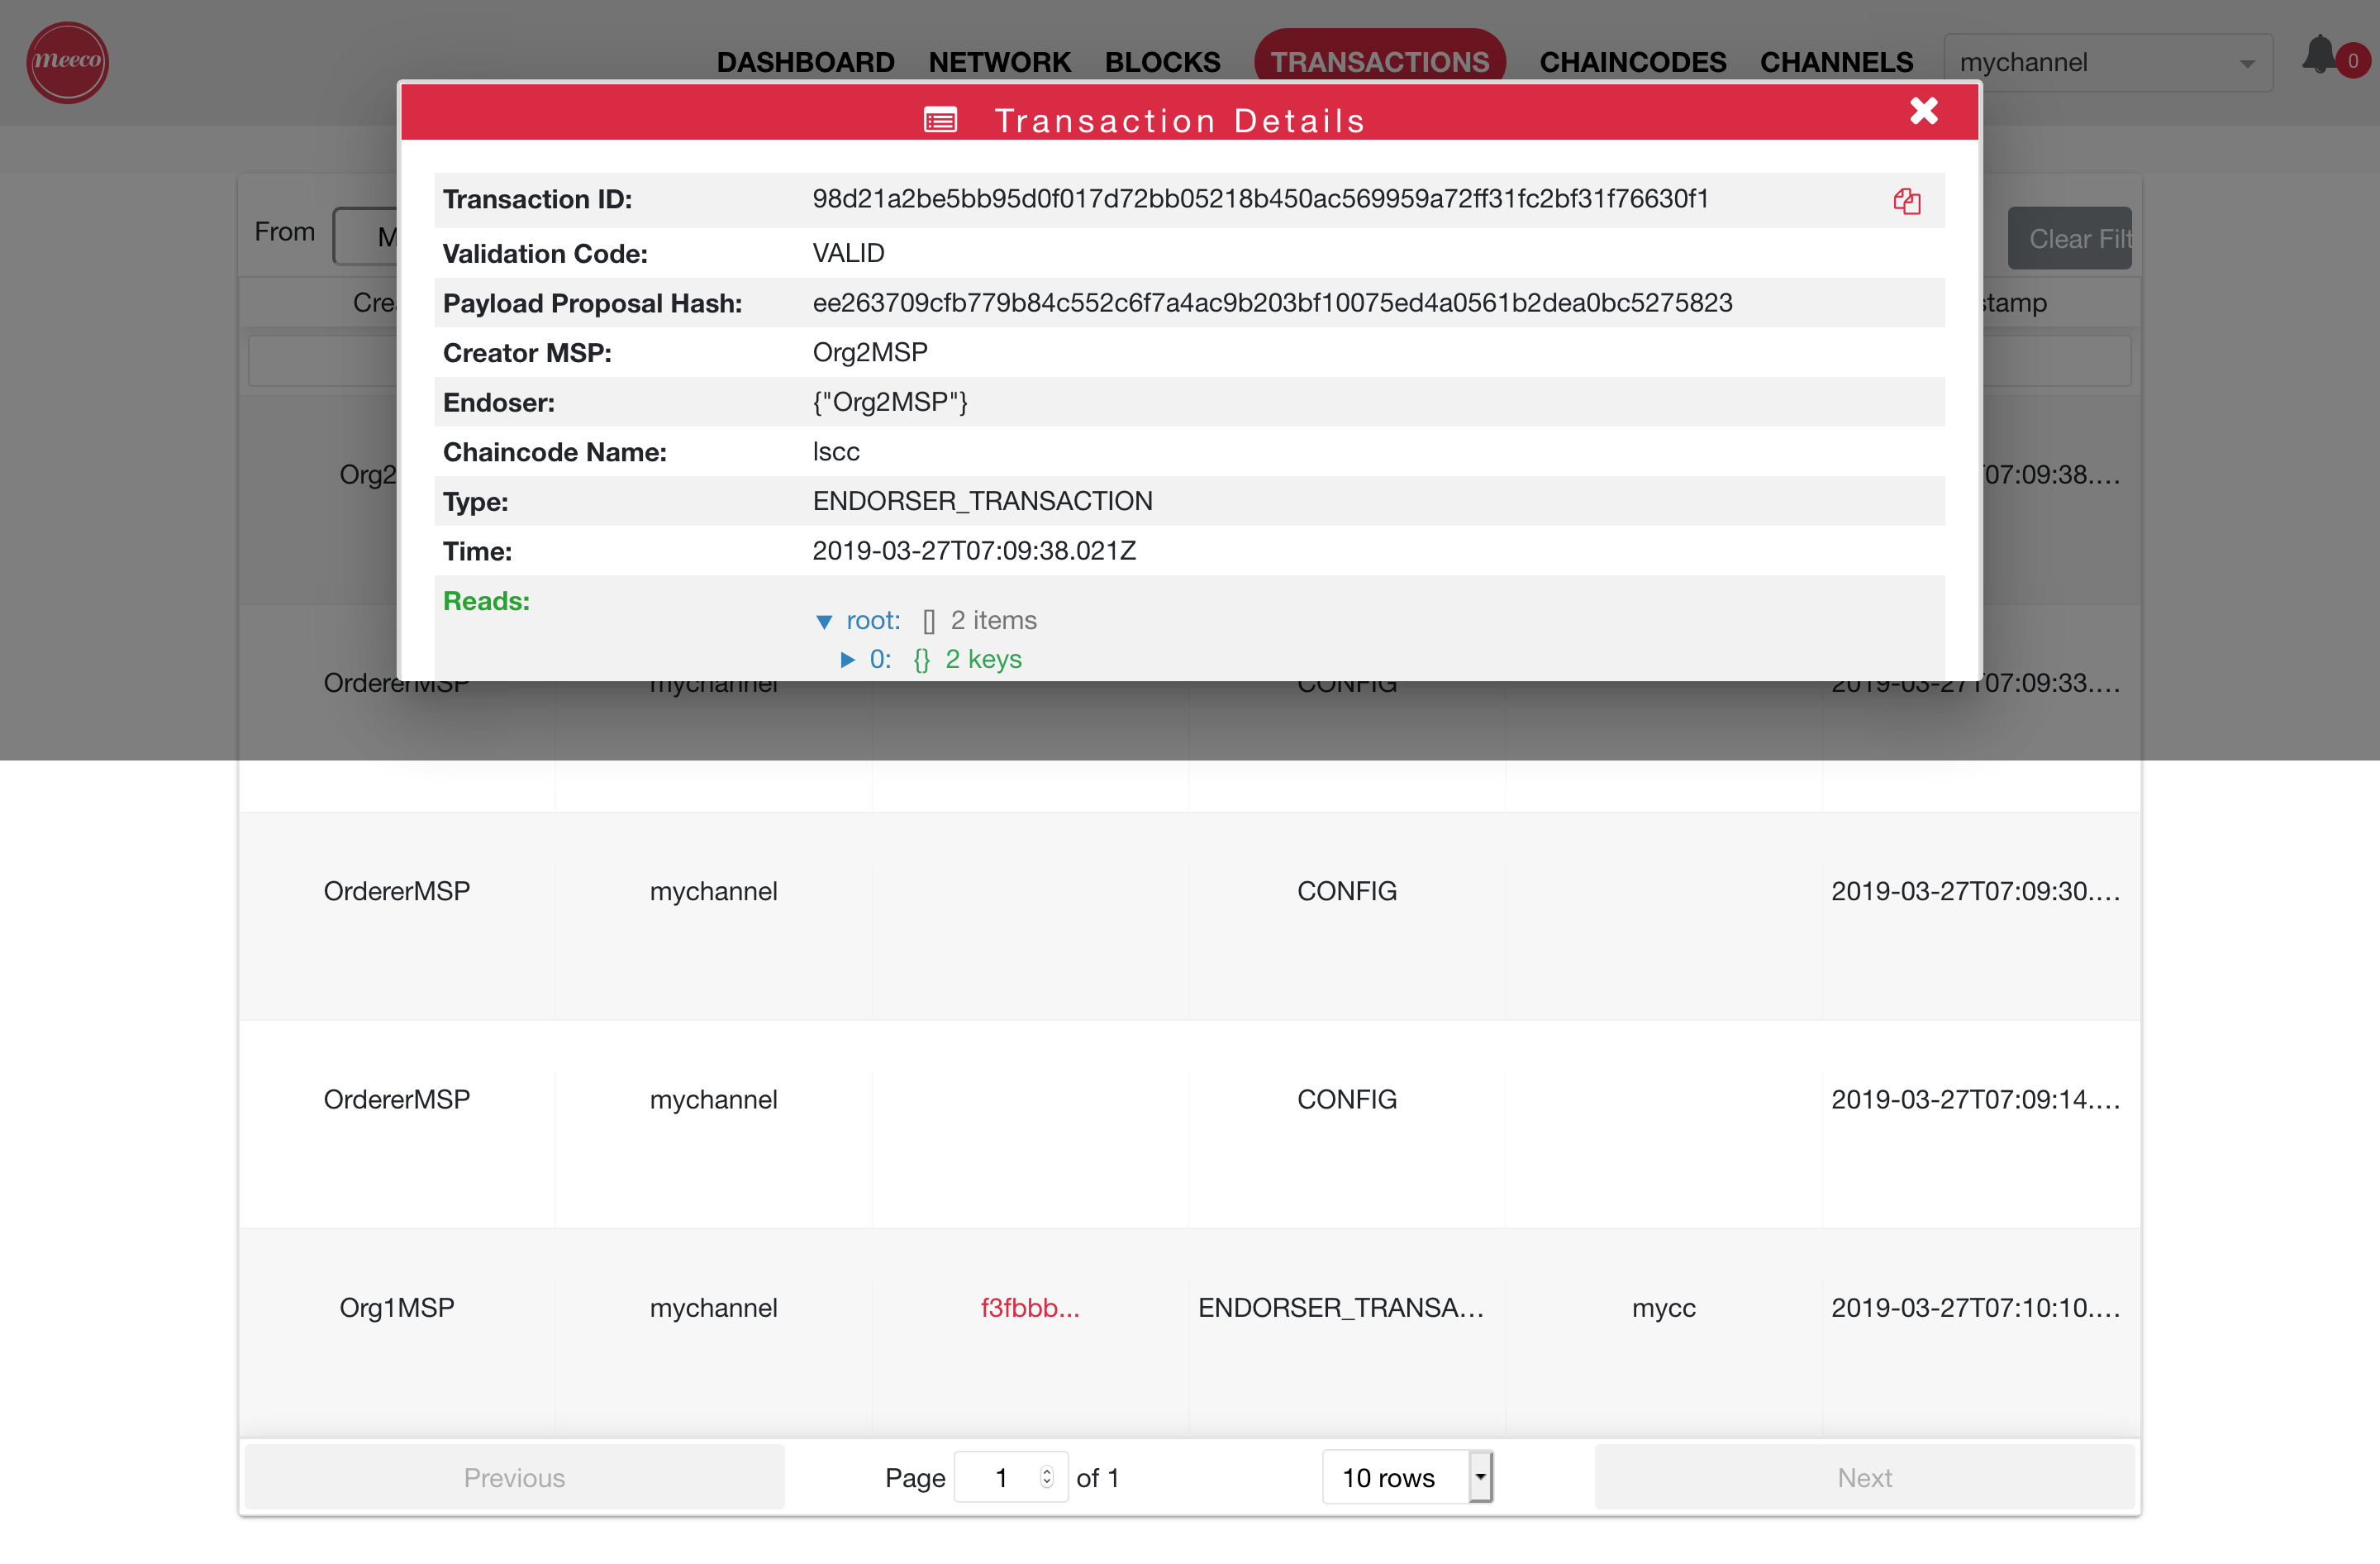 meeco
DASHBOARD NETWORK BLOCKS TRANSACTIONS CHAINCODES CHANNELS mychannel 0
Transaction Details
From M Clear Filt
Transaction ID: 98d21a2be5bb95d0f017d72bb05218b450ac569959a72ff31fc2bf31f76630f1
Validation Code: VALID
Payload Proposal Hash: ee263709cfb779b84c552c6f7a4ac9b203bf10075ed4a0561b2dea0bc5275823
Cre stamp
Creator MSP: Org2MSP
Endoser: {"Org2MSP"}
Chaincode Name: lscc
Org2 07:09:38....
Type: ENDORSER_TRANSACTION
Time: 2019-03-27T07:09:38.021Z
Reads:
root: [] 2 items
0: {} 2 keys
OrdererMSP mychannel CONFIG 2019-03-27T07:09:33....
OrdererMSP mychannel CONFIG 2019-03-27T07:09:30....
OrdererMSP mychannel CONFIG 2019-03-27T07:09:14....
Org1MSP mychannel f3fbbb... ENDORSER_TRANSA... mycc 2019-03-27T07:10:10....
Previous Page 1 of 1 10 rows Next